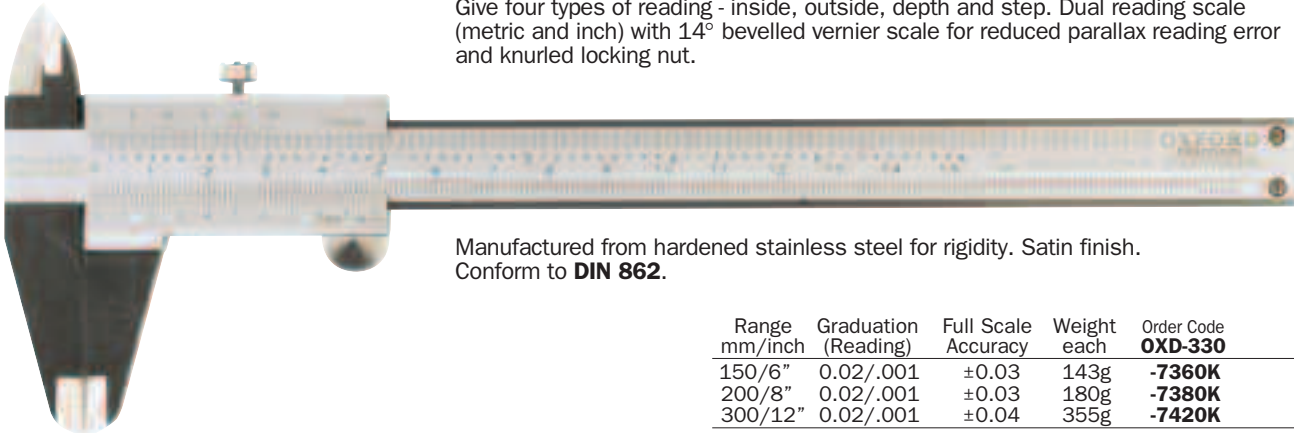 Give four types of reading - inside, outside, depth and step. Dual reading scale
(metric and inch) with 14° bevelled vernier scale for reduced parallax reading error
and knurled locking nut.
OXFORD
Manufactured from hardened stainless steel for rigidity. Satin finish.
Conform to DIN 862.
Range Graduation Full Scale Weight Order Code
mm/inch (Reading) Accuracy each OXD-330
150/6” 0.02/.001 ±0.03 143g -7360K
200/8” 0.02/.001 ±0.03 180g -7380K
300/12” 0.02/.001 ±0.04 355g -7420K